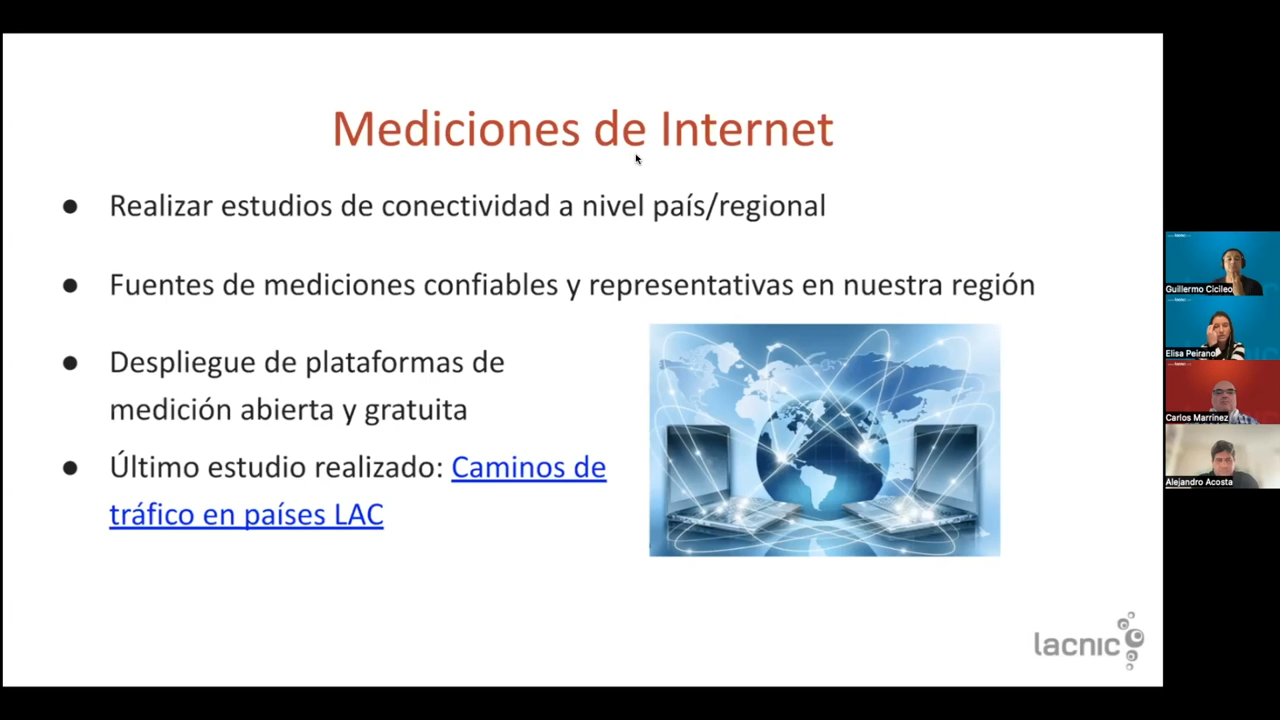 Mediciones de Internet
● Realizar estudios de conectividad a nivel país/regional
● Fuentes de mediciones confiables y representativas en nuestra región
● Despliegue de plataformas de
medición abierta y gratuita
● Último estudio realizado: Caminos de
tráfico en países LAC
lacnic
Guillermo Cicileo
Elisa Peirano
Carlos Marrinez
Alejandro Acosta